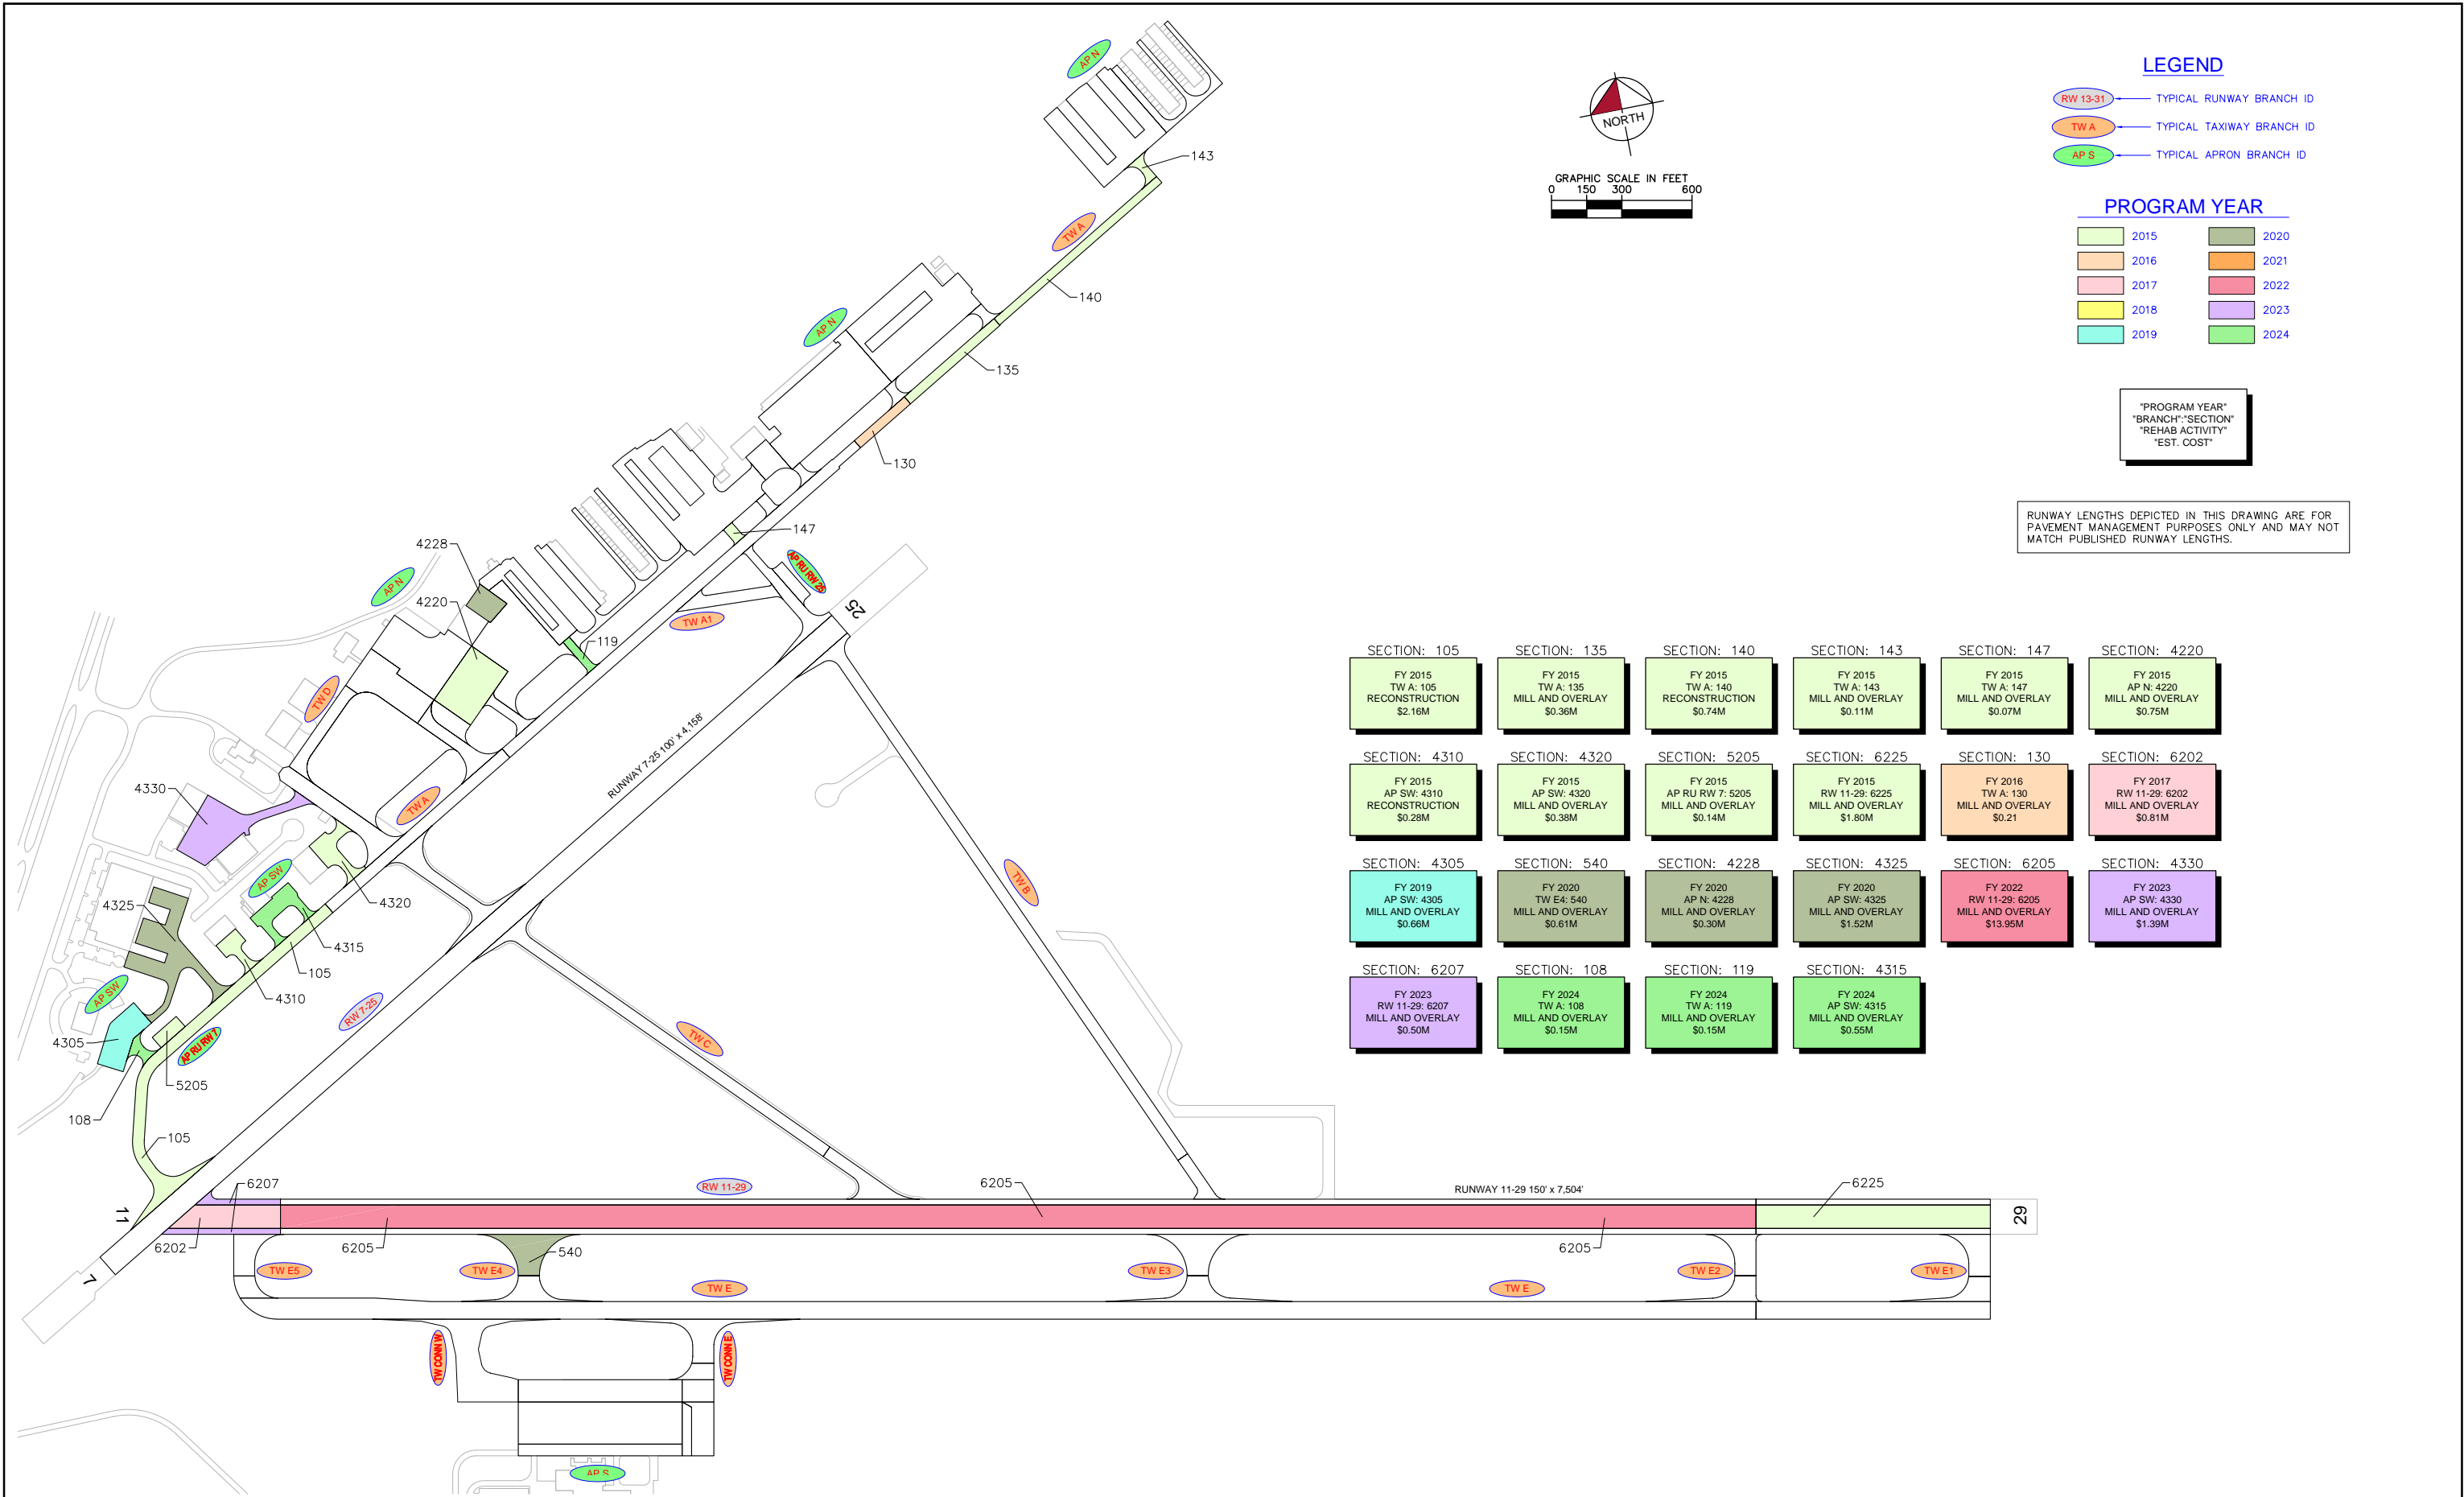 AP N
NORTH
GRAPHIC SCALE IN FEET
0 150 300 600
LEGEND
RW 13-31 TYPICAL RUNWAY BRANCH ID
TW A TYPICAL TAXIWAY BRANCH ID
AP S TYPICAL APRON BRANCH ID
PROGRAM YEAR
2015 2020
2016 2021
2017 2022
2018 2023
2019 2024
"PROGRAM YEAR"
"BRANCH":"SECTION"
"REHAB ACTIVITY"
"EST. COST"
RUNWAY LENGTHS DEPICTED IN THIS DRAWING ARE FOR
PAVEMENT MANAGEMENT PURPOSES ONLY AND MAY NOT
MATCH PUBLISHED RUNWAY LENGTHS.
143
TW A
140
AP N
135
130
147
4228
AP RU RW 25
AP N
4220
25
TW A1
119
TW D
RUNWAY 7-25 100' x 4,158'
4330
TW A
AP SW
TW B
4325
4320
4315
105
AP SW
4310
RW 7-25
4305
AP RU RW 7
TW C
5205
108
105
6207
RW 11-29
6205
RUNWAY 11-29 150' x 7,504'
6225
11
29
6202
6205
540
6205
7
TW E5
TW E4
TW E
TW E3
TW E
TW E2
TW E1
TW CONN W
TW CONN E
AP S
SECTION: 105
FY 2015
TW A: 105
RECONSTRUCTION
$2.16M
SECTION: 135
FY 2015
TW A: 135
MILL AND OVERLAY
$0.36M
SECTION: 140
FY 2015
TW A: 140
RECONSTRUCTION
$0.74M
SECTION: 143
FY 2015
TW A: 143
MILL AND OVERLAY
$0.11M
SECTION: 147
FY 2015
TW A: 147
MILL AND OVERLAY
$0.07M
SECTION: 4220
FY 2015
AP N: 4220
MILL AND OVERLAY
$0.75M
SECTION: 4310
FY 2015
AP SW: 4310
RECONSTRUCTION
$0.28M
SECTION: 4320
FY 2015
AP SW: 4320
MILL AND OVERLAY
$0.38M
SECTION: 5205
FY 2015
AP RU RW 7: 5205
MILL AND OVERLAY
$0.14M
SECTION: 6225
FY 2015
RW 11-29: 6225
MILL AND OVERLAY
$1.80M
SECTION: 130
FY 2016
TW A: 130
MILL AND OVERLAY
$0.21
SECTION: 6202
FY 2017
RW 11-29: 6202
MILL AND OVERLAY
$0.81M
SECTION: 4305
FY 2019
AP SW: 4305
MILL AND OVERLAY
$0.66M
SECTION: 540
FY 2020
TW E4: 540
MILL AND OVERLAY
$0.61M
SECTION: 4228
FY 2020
AP N: 4228
MILL AND OVERLAY
$0.30M
SECTION: 4325
FY 2020
AP SW: 4325
MILL AND OVERLAY
$1.52M
SECTION: 6205
FY 2022
RW 11-29: 6205
MILL AND OVERLAY
$13.95M
SECTION: 4330
FY 2023
AP SW: 4330
MILL AND OVERLAY
$1.39M
SECTION: 6207
FY 2023
RW 11-29: 6207
MILL AND OVERLAY
$0.50M
SECTION: 108
FY 2024
TW A: 108
MILL AND OVERLAY
$0.15M
SECTION: 119
FY 2024
TW A: 119
MILL AND OVERLAY
$0.15M
SECTION: 4315
FY 2024
AP SW: 4315
MILL AND OVERLAY
$0.55M